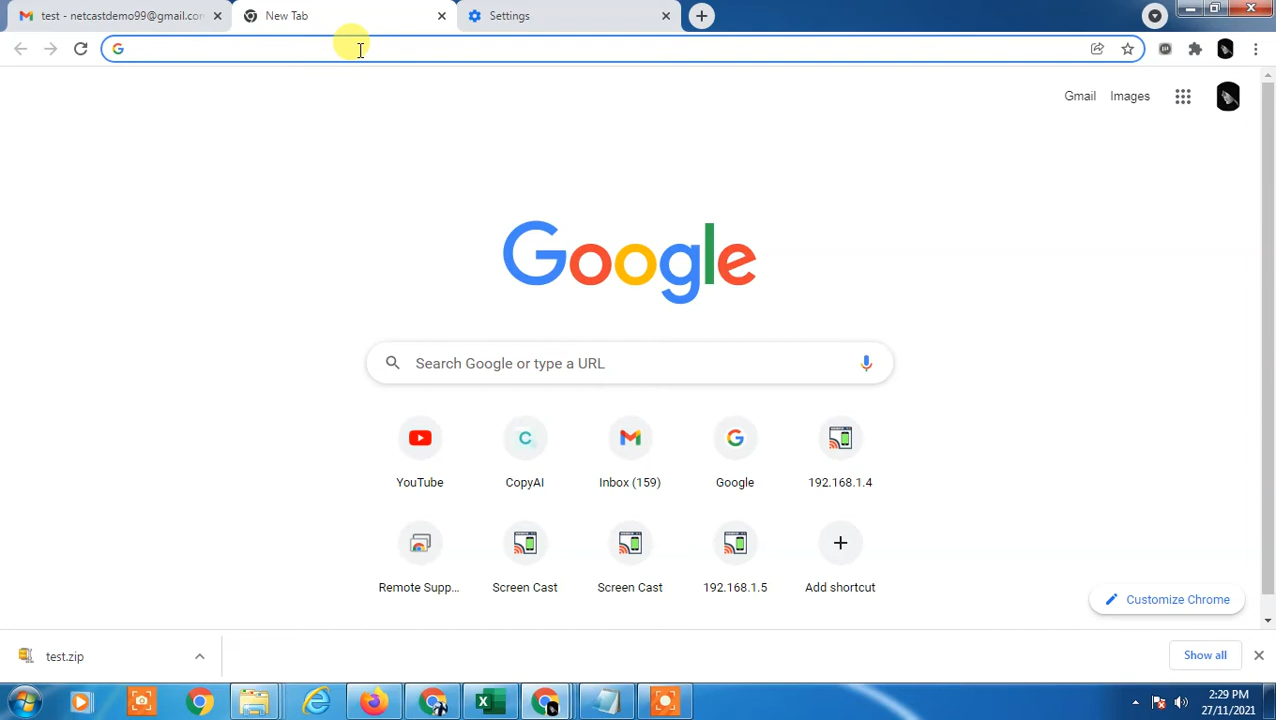 test - netcastdemo99@gmail.com
New Tab
Settings
Gmail
Images
Google
Search Google or type a URL
YouTube
CopyAI
Inbox (159)
Google
192.168.1.4
Remote Supp...
Screen Cast
Screen Cast
192.168.1.5
Add shortcut
Customize Chrome
test.zip
Show all
2:29 PM
27/11/2021